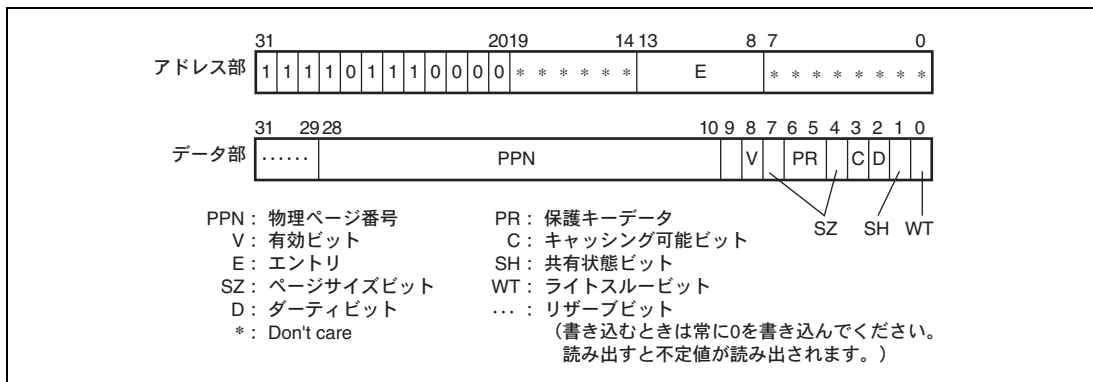 31 2019 14 13 8 7 0
アドレス部 1 1 1 1 0 1 1 1 0 0 0 0 * * * * * * E * * * * * * * *
31 29 28 10 9 8 7 6 5 4 3 2 1 0
データ部 ······ PPN V PR C D
SZ SH WT
PPN : 物理ページ番号 PR : 保護キーデータ
V : 有効ビット C : キャッシング可能ビット
E : エントリ SH : 共有状態ビット
SZ : ページサイズビット WT : ライトスルービット
D : ダーティビット ··· : リザーブビット
* : Don't care （書き込むときは常に0を書き込んでください。
読み出すと不定値が読み出されます。）